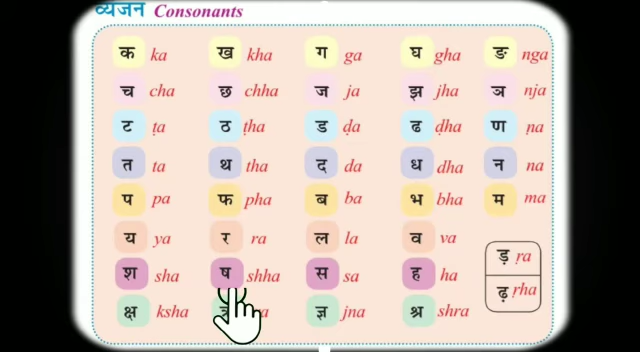 व्यंजन Consonants
क ka ख kha ग ga घ gha ङ nga
च cha छ chha ज ja झ jha ञ nja
ट ṭa ठ ṭha ड ḍa ढ ḍha ण ṇa
त ta थ tha द da ध dha न na
प pa फ pha ब ba भ bha म ma
य ya र ra ल la व va
श sha ष shha स sa ह ha
क्ष ksha ज्ञ jna श्र shra
ड़ ra
ढ़ ṛha